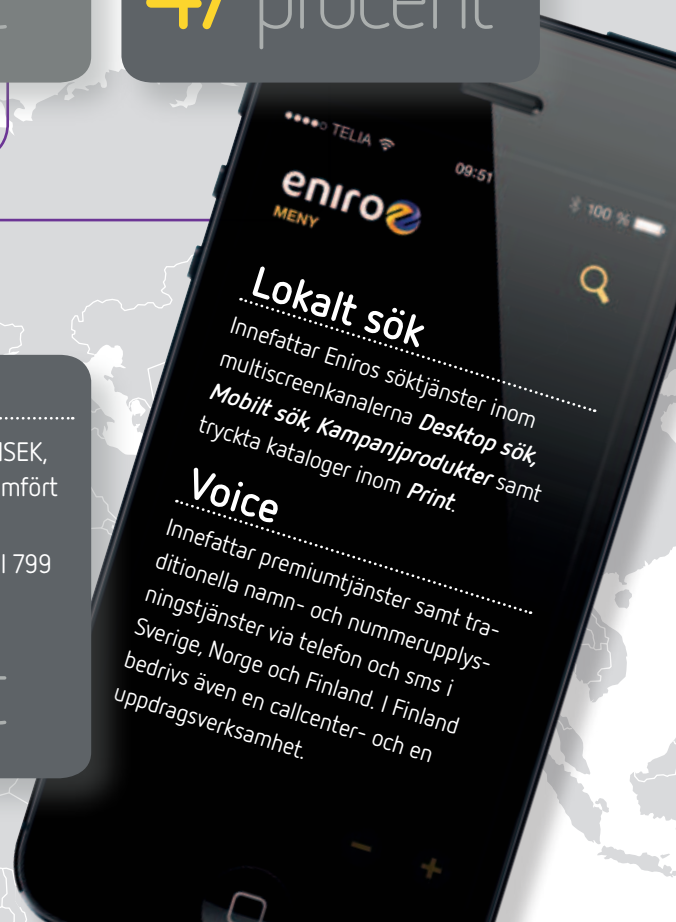 47 procent
TELIA
09:51
100 %
eniro
MENY
Lokalt sök
Innefattar Eniros söktjänster inom
multiscreenkanalerna Desktop sök,
Mobilt sök, Kampanjprodukter samt
tryckta kataloger inom Print.
Voice
Innefattar premiumtjänster samt tra-
ditionella namn- och nummerupplys-
ningstjänster via telefon och sms i
Sverige, Norge och Finland. I Finland
bedrivs även en callcenter- och en
uppdragsverksamhet.
799